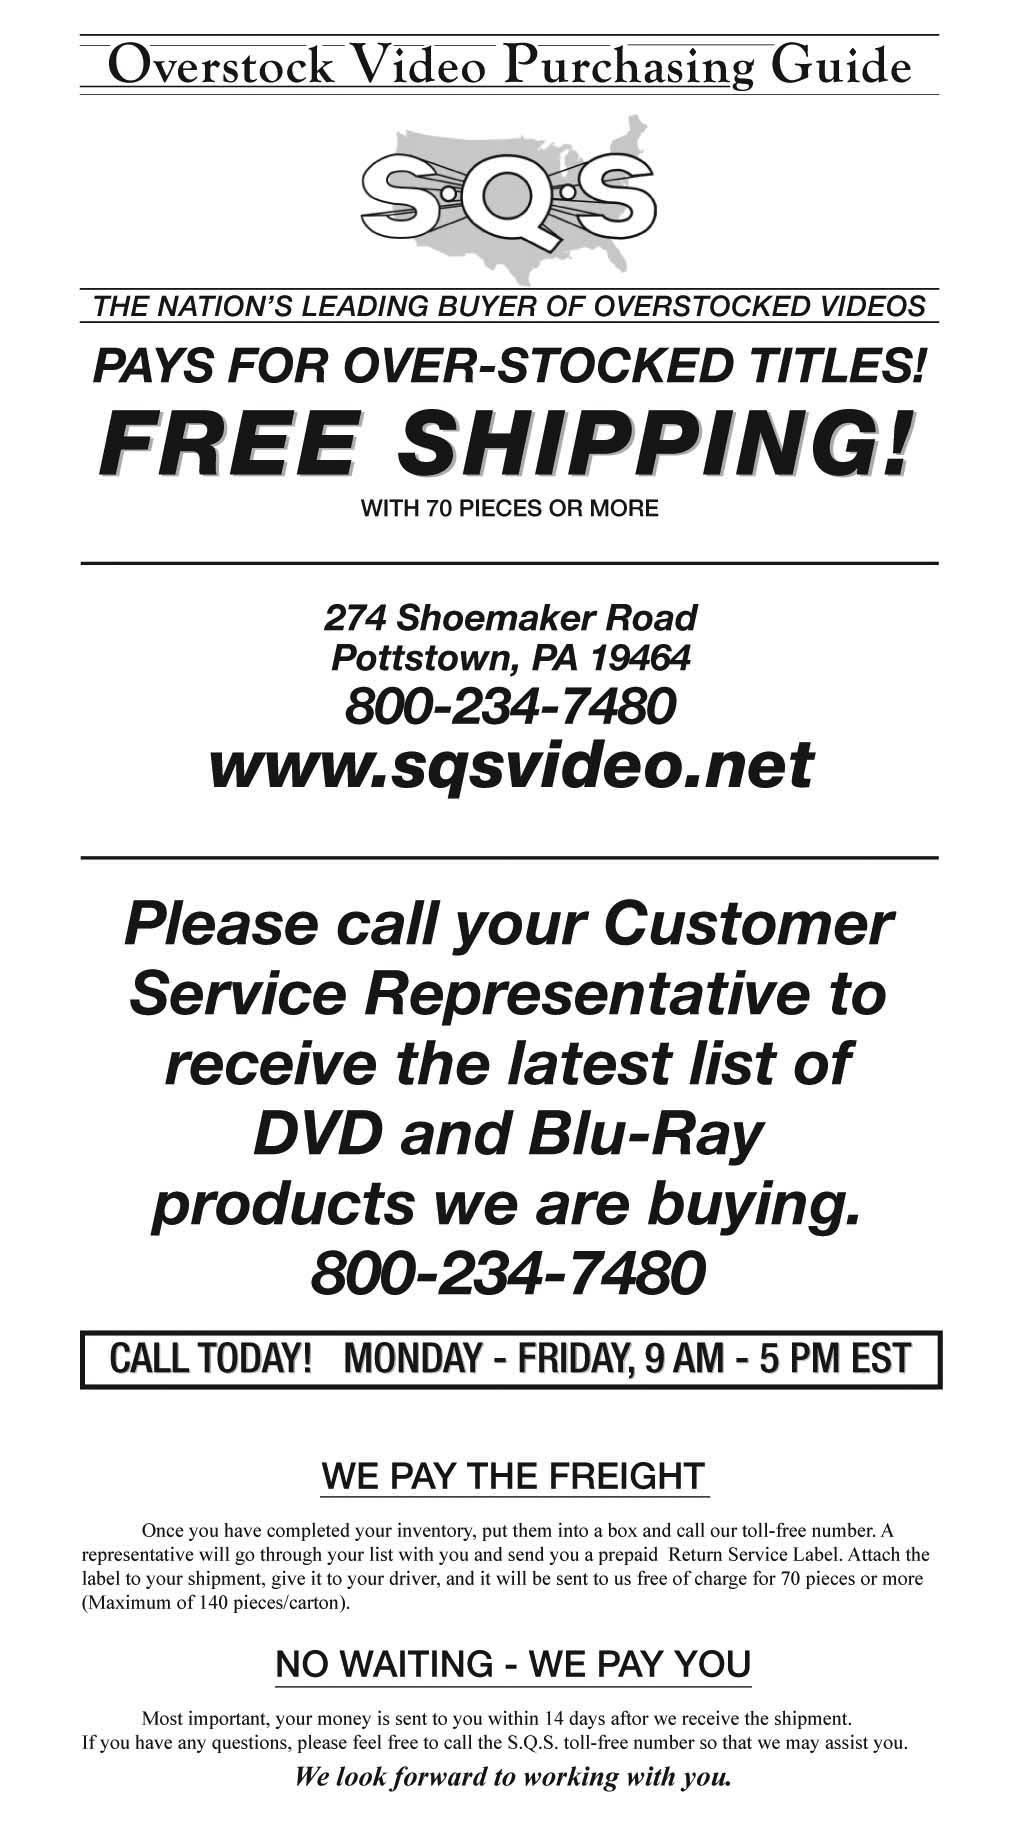 Overstock Video Purchasing Guide
S·Q·S
THE NATION'S LEADING BUYER OF OVERSTOCKED VIDEOS
PAYS FOR OVER-STOCKED TITLES!
FREE SHIPPING!
WITH 70 PIECES OR MORE
274 Shoemaker Road
Pottstown, PA 19464
800-234-7480
www.sqsvideo.net
Please call your Customer
Service Representative to
receive the latest list of
DVD and Blu-Ray
products we are buying.
800-234-7480
CALL TODAY! MONDAY - FRIDAY, 9 AM - 5 PM EST
WE PAY THE FREIGHT
Once you have completed your inventory, put them into a box and call our toll-free number. A
representative will go through your list with you and send you a prepaid Return Service Label. Attach the
label to your shipment, give it to your driver, and it will be sent to us free of charge for 70 pieces or more
(Maximum of 140 pieces/carton).
NO WAITING - WE PAY YOU
Most important, your money is sent to you within 14 days aftor we receive the shipment.
If you have any questions, please feel free to call the S.Q.S. toll-free number so that we may assist you.
We look forward to working with you.